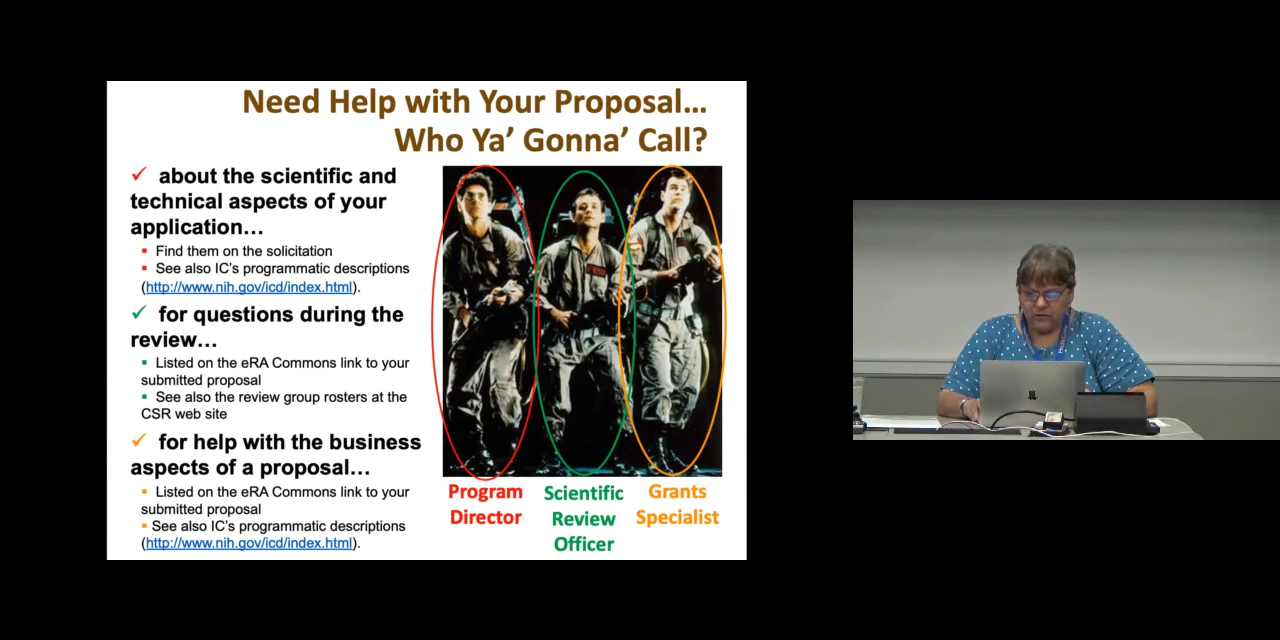 Need Help with Your Proposal…
Who Ya’ Gonna’ Call?
✓ about the scientific and
technical aspects of your
application…
▪ Find them on the solicitation
▪ See also IC’s programmatic descriptions
(http://www.nih.gov/icd/index.html).
✓ for questions during the
review…
▪ Listed on the eRA Commons link to your
submitted proposal
▪ See also the review group rosters at the
CSR web site
✓ for help with the business
aspects of a proposal…
▪ Listed on the eRA Commons link to your
submitted proposal
▪ See also IC’s programmatic descriptions
(http://www.nih.gov/icd/index.html).
Program
Director
Scientific
Review
Officer
Grants
Specialist